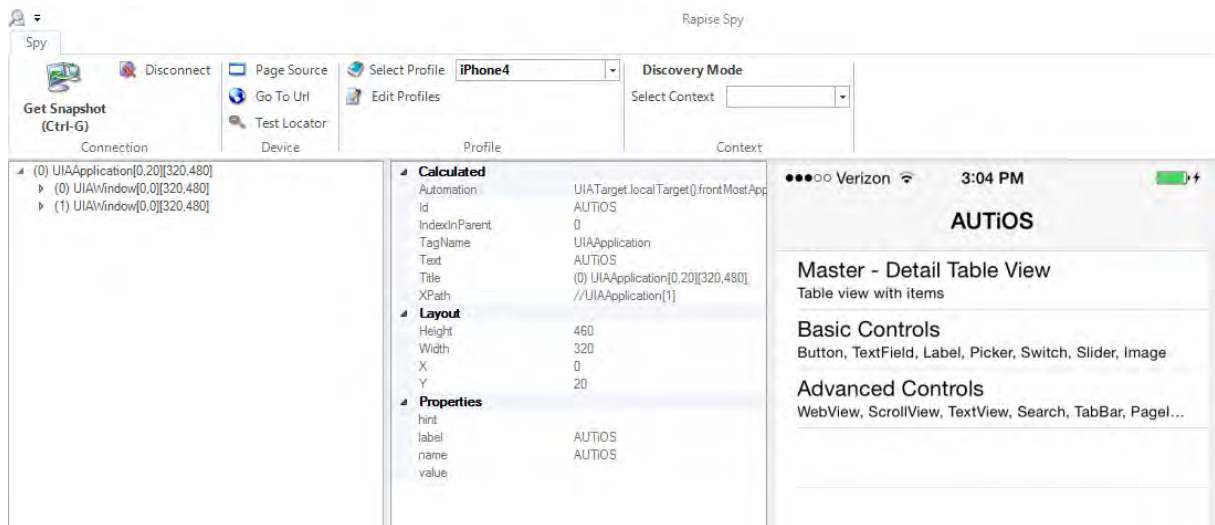 Rapise Spy
Spy
Get Snapshot
(Ctrl-G)
Disconnect
Connection
Page Source
Go To Url
Test Locator
Device
Select Profile iPhone4
Edit Profiles
Profile
Discovery Mode
Select Context
Context
(0) UIAApplication[0,20][320,480]
(0) UIAWindow[0,0][320,480]
(1) UIAWindow[0,0][320,480]
Calculated
Automation UIATarget.localTarget().frontMostApp
Id AUTiOS
IndexInParent 0
TagName UIAApplication
Text AUTiOS
Title (0) UIAApplication[0,20][320,480]
XPath //UIAApplication[1]
Layout
Height 460
Width 320
X 0
Y 20
Properties
hint
label AUTiOS
name AUTiOS
value
Verizon 3:04 PM
AUTiOS
Master - Detail Table View
Table view with items
Basic Controls
Button, TextField, Label, Picker, Switch, Slider, Image
Advanced Controls
WebView, ScrollView, TextView, Search, TabBar, PageI...